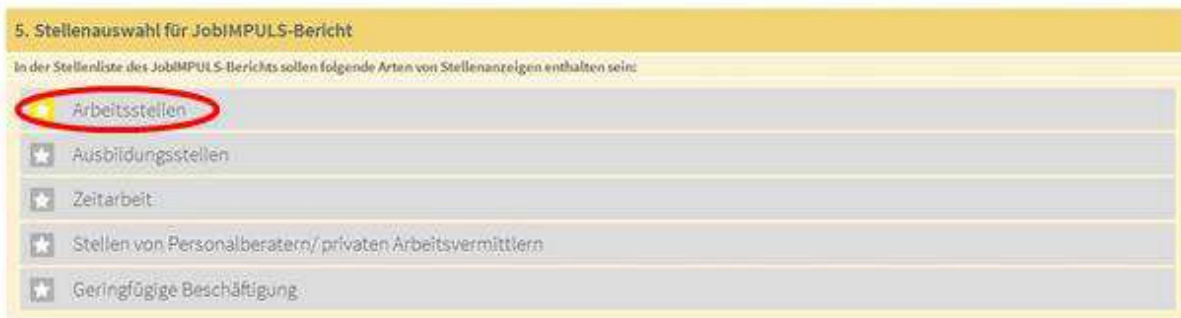 5. Stellenauswahl für JobIMPULS-Bericht
In der Stellenliste des JobIMPULS-Berichts sollen folgende Arten von Stellenanzeigen enthalten sein:
Arbeitsstellen
Ausbildungsstellen
Zeitarbeit
Stellen von Personalberatern/ privaten Arbeitsvermittlern
Geringfügige Beschäftigung